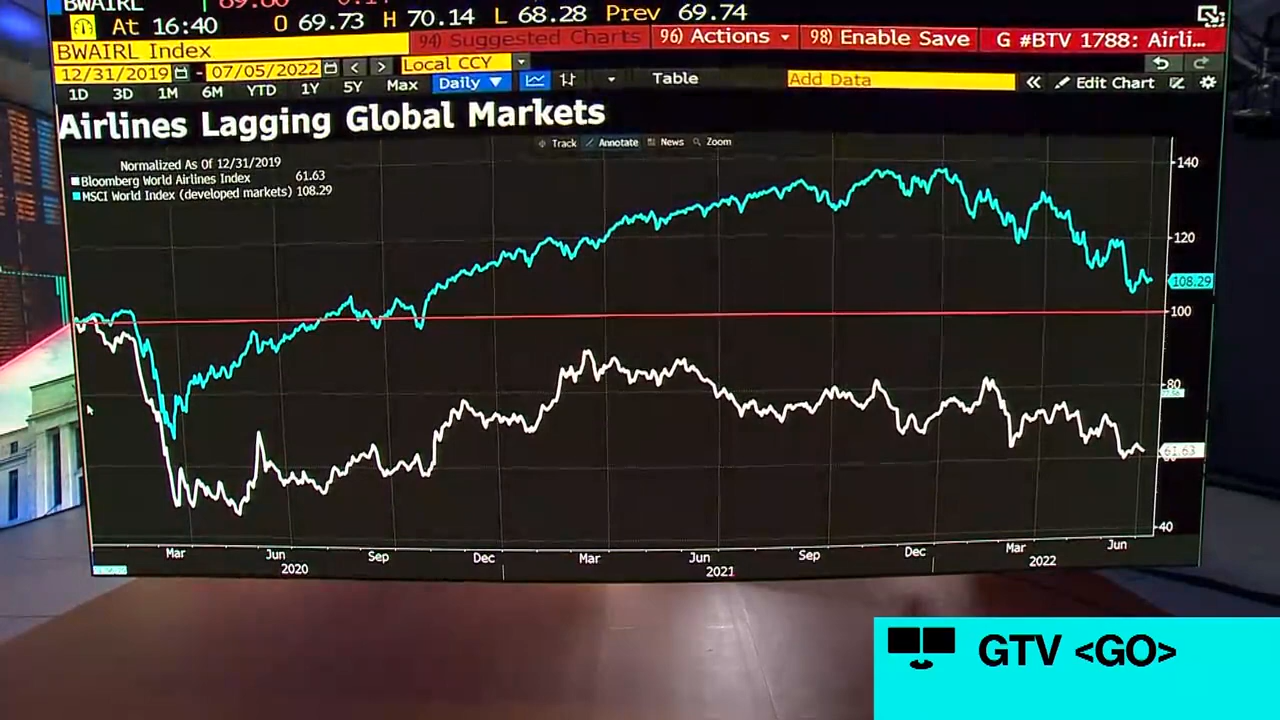 BWAIRL
At 16:40 O 69.73 H 70.14 L 68.28 Prev 69.74
BWAIRL Index 94) Suggested Charts 96) Actions 98) Enable Save G #BTV 1788: Airli...
12/31/2019 - 07/05/2022 < > Local CCY
1D 3D 1M 6M YTD 1Y 5Y Max Daily ▼ Table Add Data << Edit Chart
Airlines Lagging Global Markets
Track Annotate News Zoom
Normalized As Of 12/31/2019
Bloomberg World Airlines Index 61.63
MSCI World Index (developed markets) 108.29
140
120
108.29
100
80
61.63
40
Mar Jun Sep Dec Mar Jun Sep Dec Mar Jun
2020 2021 2022
GTV <GO>